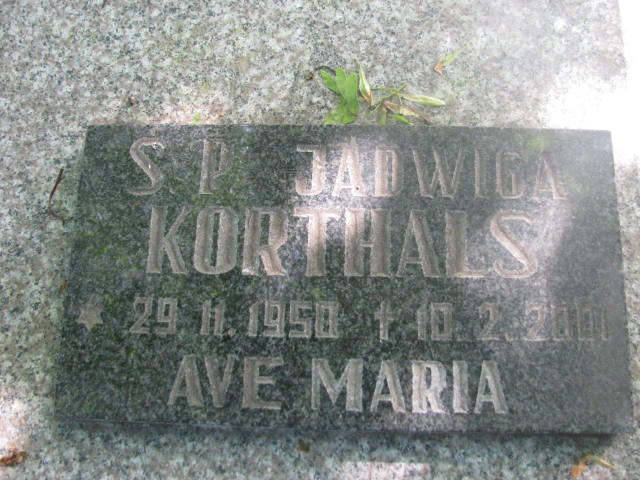 S.P. JADWIGA
KORTHALS
* 29.11.1950 † 10.2.2001
AVE MARIA